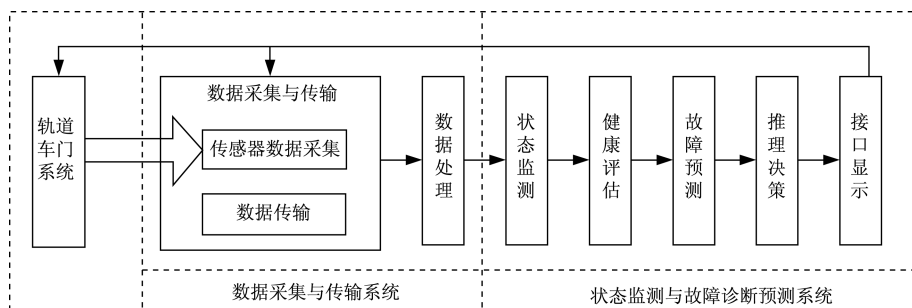 轨道
车门
系统
数据采集与传输
传感器数据采集
数据传输
数据处理
状态监测
健康评估
故障预测
推理决策
接口显示
数据采集与传输系统
状态监测与故障诊断预测系统